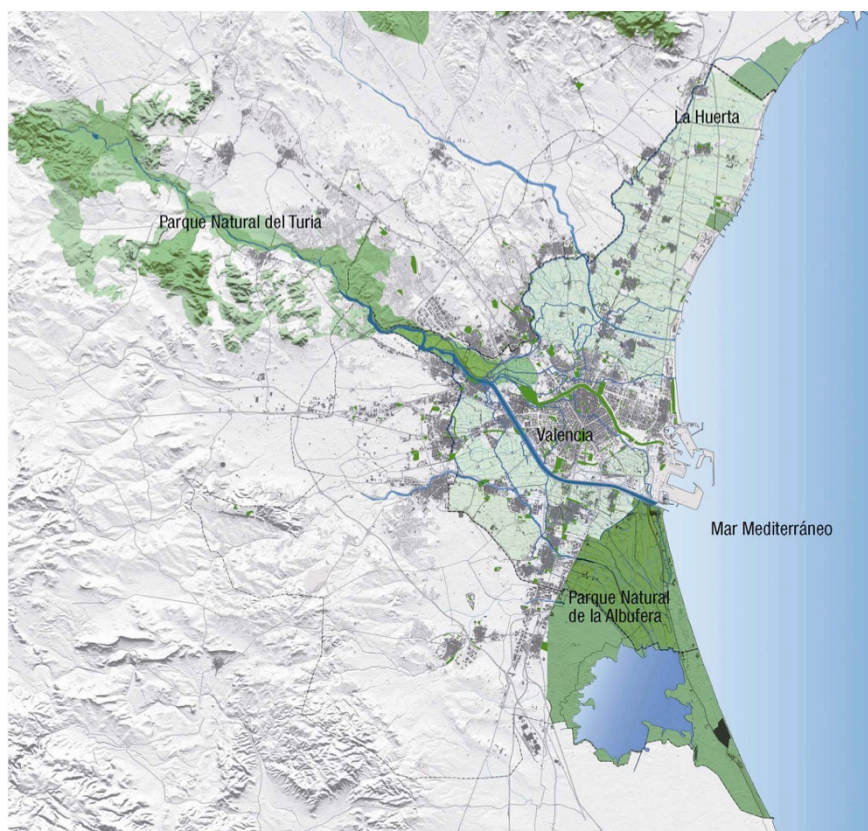 La Huerta
Parque Natural del Turia
Valencia
Mar Mediterráneo
Parque Natural
de la Albufera